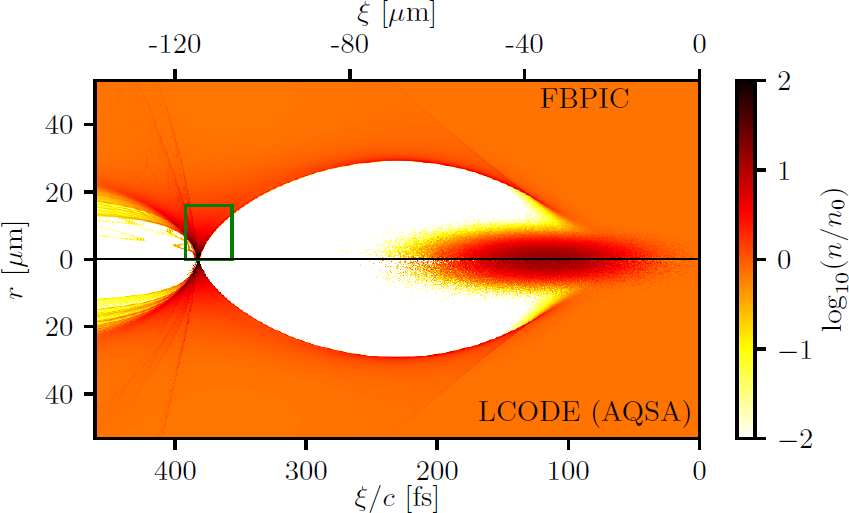 ξ [μm]
-120 -80 -40 0
FBPIC
40
20
0
20
40
r [μm]
LCODE (AQSA)
400 300 200 100 0
ξ/c [fs]
2
1
0
−1
−2
log₁₀(n/n₀)